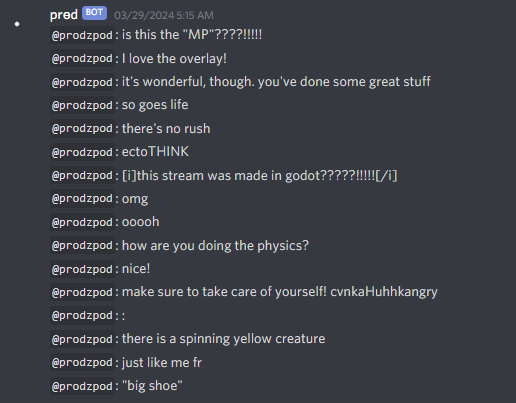 prød BOT 03/29/2024 5:15 AM
@prodzpod: is this the "MP"????!!!!!
@prodzpod: I love the overlay!
@prodzpod: it's wonderful, though. you've done some great stuff
@prodzpod: so goes life
@prodzpod: there's no rush
@prodzpod: ectoTHINK
@prodzpod: [i]this stream was made in godot?????!!!!![/i]
@prodzpod: omg
@prodzpod: ooooh
@prodzpod: how are you doing the physics?
@prodzpod: nice!
@prodzpod: make sure to take care of yourself! cvnkaHuhhkangry
@prodzpod: :
@prodzpod: there is a spinning yellow creature
@prodzpod: just like me fr
@prodzpod: "big shoe"